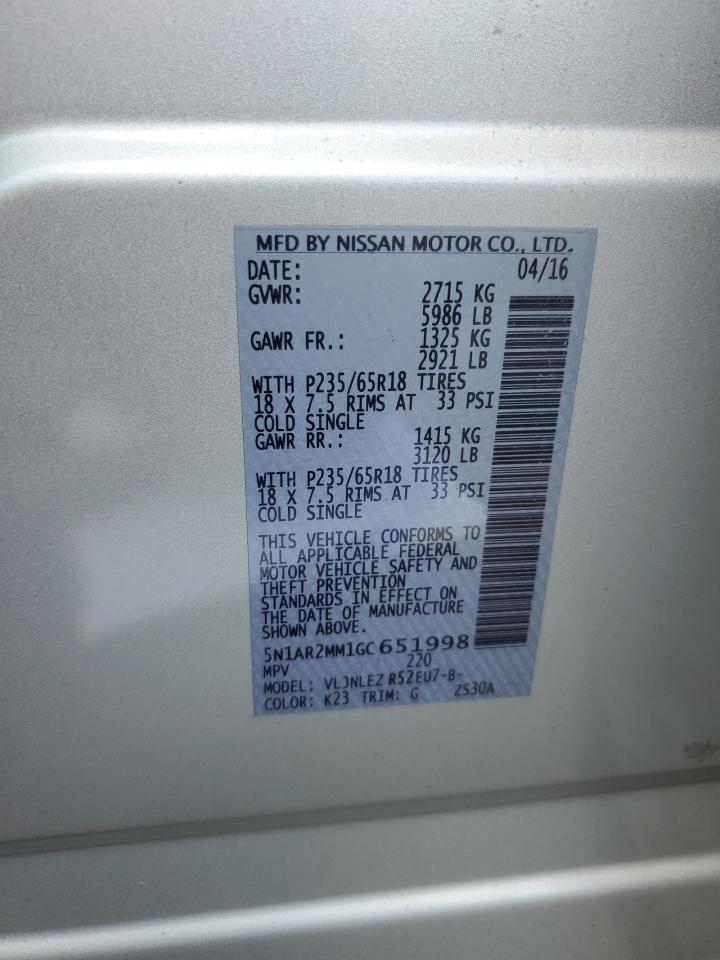 MFD BY NISSAN MOTOR CO., LTD.
DATE: 04/16
GVWR: 2715 KG
5986 LB
GAWR FR.: 1325 KG
2921 LB
WITH P235/65R18 TIRES
18 X 7.5 RIMS AT 33 PSI
COLD SINGLE
GAWR RR.: 1415 KG
3120 LB
WITH P235/65R18 TIRES
18 X 7.5 RIMS AT 33 PSI
COLD SINGLE
THIS VEHICLE CONFORMS TO
ALL APPLICABLE FEDERAL
MOTOR VEHICLE SAFETY AND
THEFT PREVENTION
STANDARDS IN EFFECT ON
THE DATE OF MANUFACTURE
SHOWN ABOVE.
5N1AR2MM1GC651998
MPV 220
MODEL: VLJNLEZ R52EU7-B-
COLOR: K23 TRIM: G ZS30A